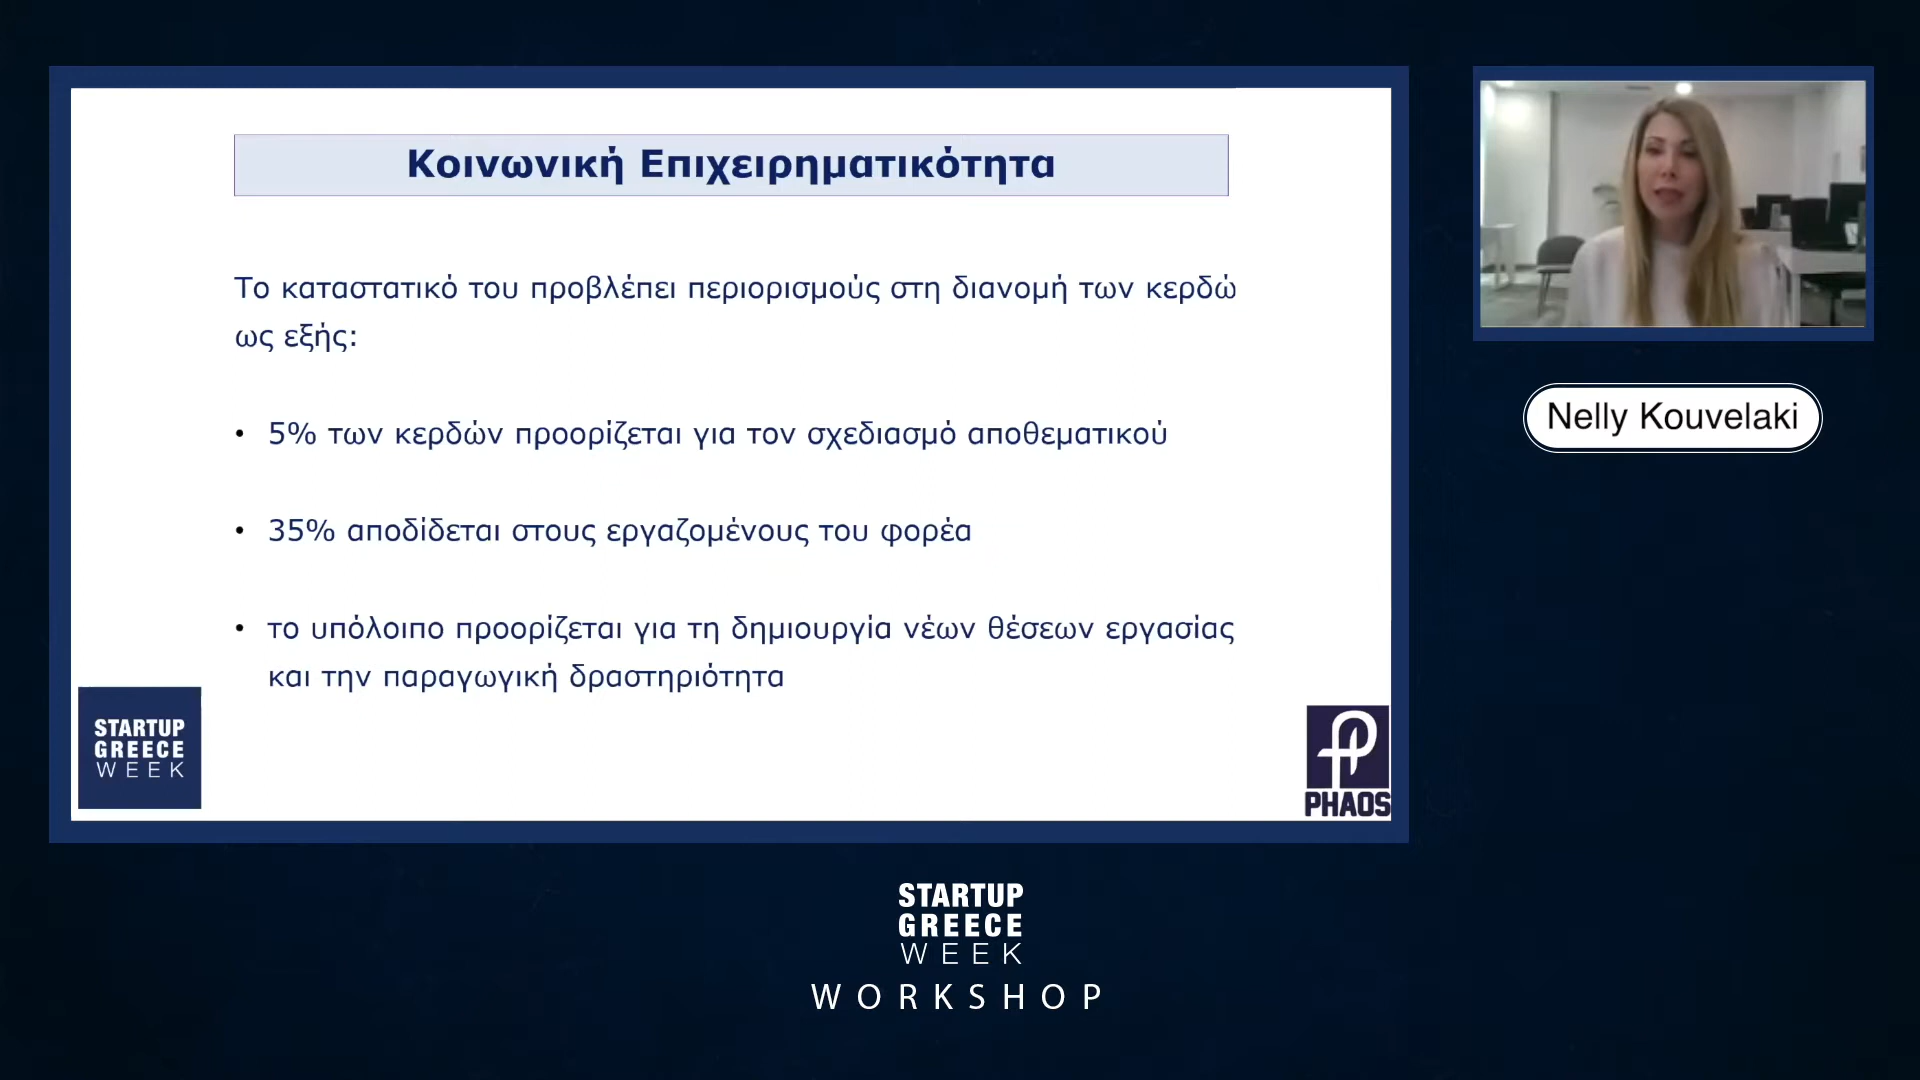 Κοινωνική Επιχειρηματικότητα
Το καταστατικό του προβλέπει περιορισμούς στη διανομή των κερδώ
ως εξής:
• 5% των κερδών προορίζεται για τον σχεδιασμό αποθεματικού
• 35% αποδίδεται στους εργαζομένους του φορέα
• το υπόλοιπο προορίζεται για τη δημιουργία νέων θέσεων εργασίας
και την παραγωγική δραστηριότητα
STARTUP
GREECE
WEEK
PHAOS
Nelly Kouvelaki
STARTUP
GREECE
WEEK
WORKSHOP